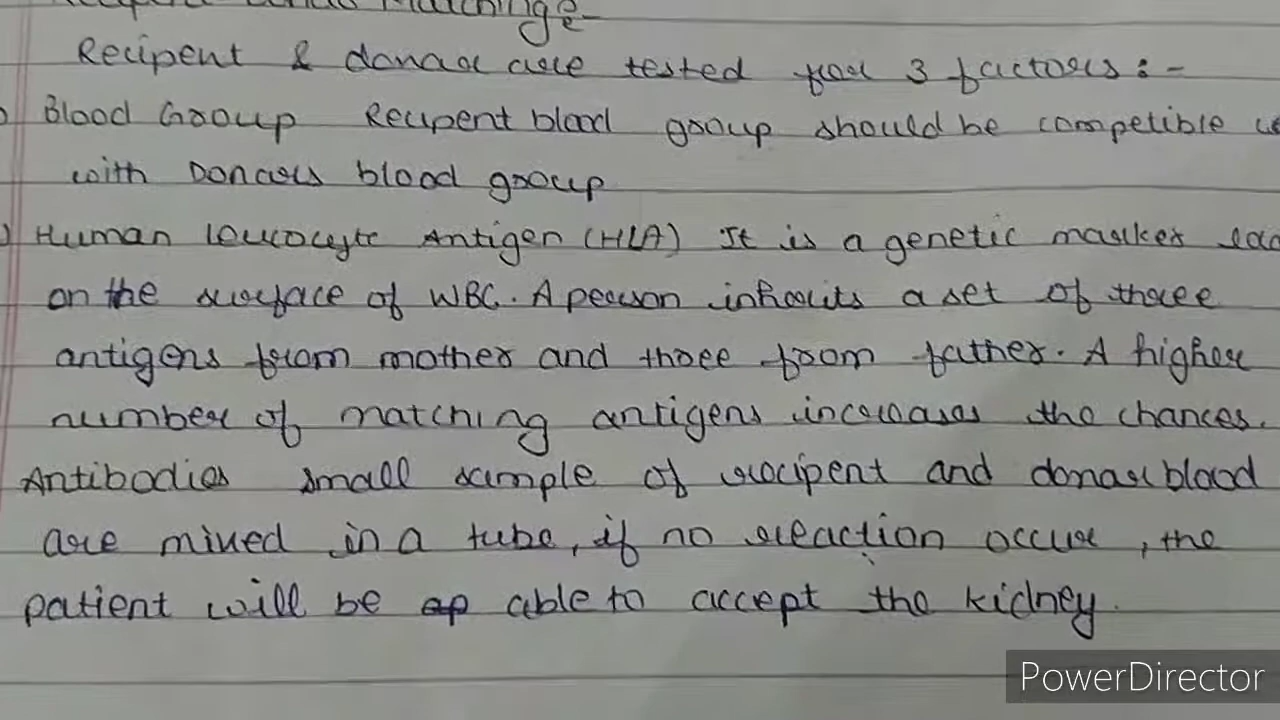 Recipent & donar are tested for 3 factors:-
Blood Group Recipent blood group should be competible
with Donars blood group
Human leucocyte Antigen (HLA) It is a genetic marker
on the surface of WBC. A person inherits a set of three
antigens from mother and three from father. A higher
number of matching antigens increases the chances.
Antibodies small sample of recipent and donar blood
are mixed in a tube, if no reaction occur, the
patient will be able to accept the kidney.
PowerDirector